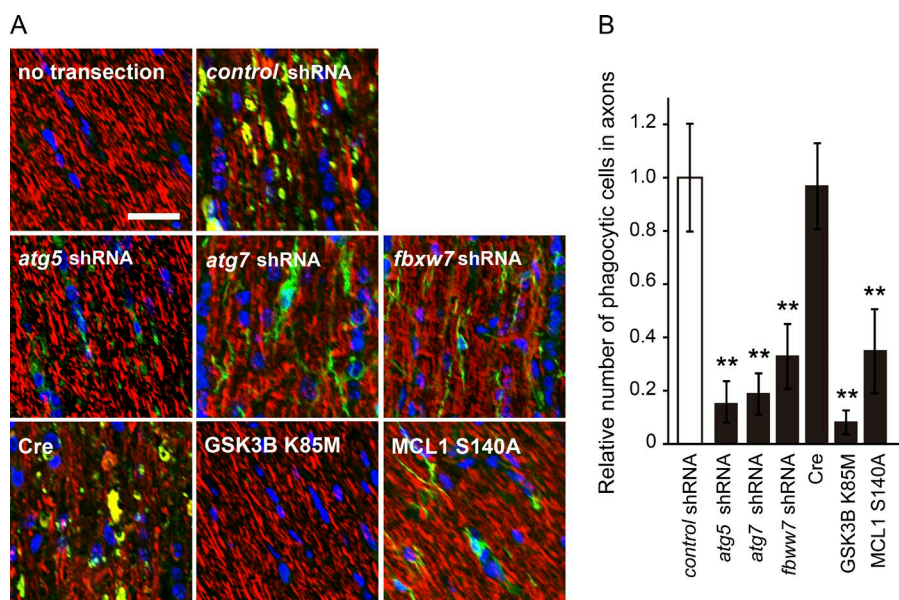 A
no transection
control shRNA
atg5 shRNA
atg7 shRNA
fbxw7 shRNA
Cre
GSK3B K85M
MCL1 S140A
B
Relative number of phagocytic cells in axons
1.2
1.0
0.8
0.6
0.4
0.2
0
**
**
**
**
**
control shRNA
atg5 shRNA
atg7 shRNA
fbww7 shRNA
Cre
GSK3B K85M
MCL1 S140A